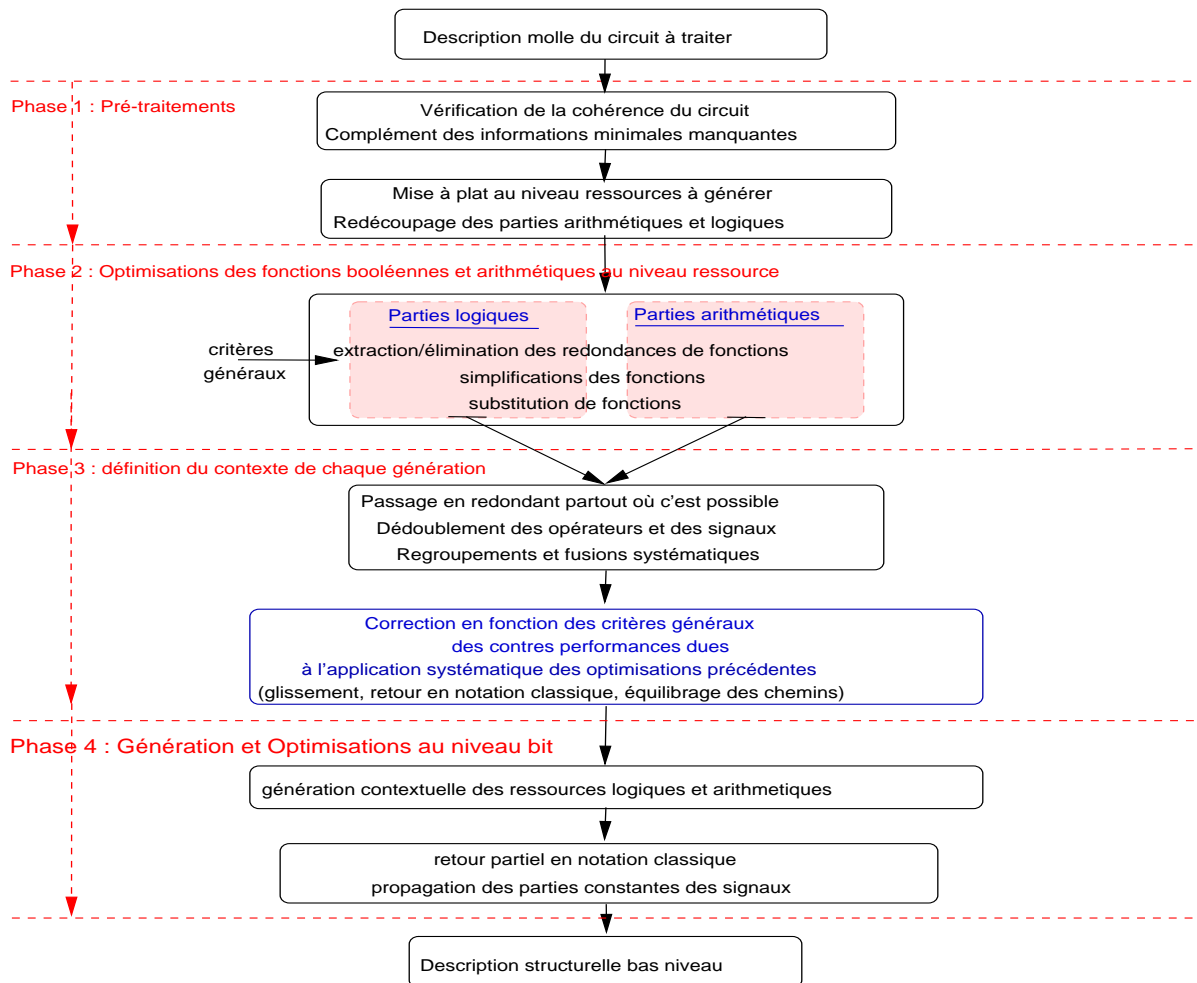 Description molle du circuit à traiter
Phase 1 : Pré-traitements
Vérification de la cohérence du circuit
Complément des informations minimales manquantes
Mise à plat au niveau ressources à générer
Redécoupage des parties arithmétiques et logiques
Phase 2 : Optimisations des fonctions booléennes et arithmétiques au niveau ressource
Parties logiques
Parties arithmétiques
critères
généraux
extraction/élimination des redondances de fonctions
simplifications des fonctions
substitution de fonctions
Phase 3 : définition du contexte de chaque génération
Passage en redondant partout où c'est possible
Dédoublement des opérateurs et des signaux
Regroupements et fusions systématiques
Correction en fonction des critères généraux
des contres performances dues
à l'application systématique des optimisations précédentes
(glissement, retour en notation classique, équilibrage des chemins)
Phase 4 : Génération et Optimisations au niveau bit
génération contextuelle des ressources logiques et arithmetiques
retour partiel en notation classique
propagation des parties constantes des signaux
Description structurelle bas niveau